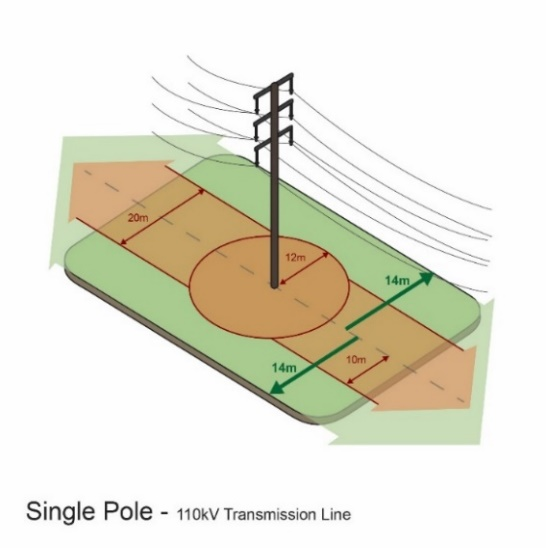 20m
12m
14m
14m
10m
Single Pole - 110kV Transmission Line